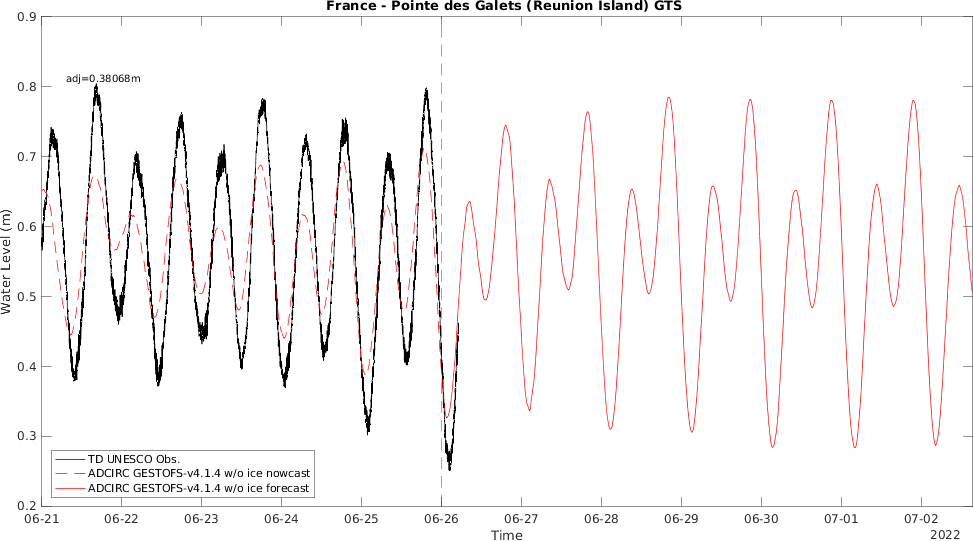 France - Pointe des Galets (Reunion Island) GTS
adj=0.38068m
0.9
0.8
0.7
0.6
0.5
0.4
0.3
0.2
Water Level (m)
TD UNESCO Obs.
ADCIRC GESTOFS-v4.1.4 w/o ice nowcast
ADCIRC GESTOFS-v4.1.4 w/o ice forecast
06-21 06-22 06-23 06-24 06-25 06-26 06-27 06-28 06-29 06-30 07-01 07-02
2022
Time